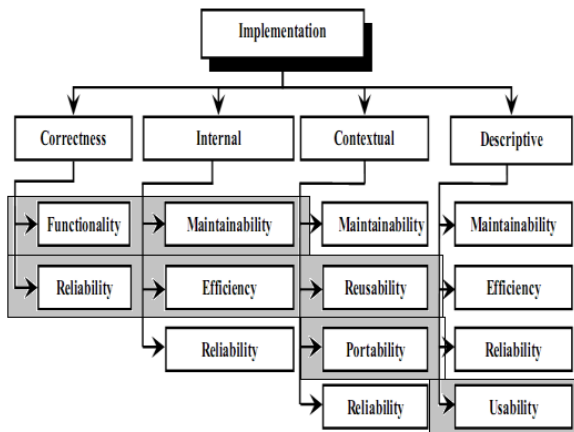 Implementation
Correctness Internal Contextual Descriptive
Functionality Maintainability Maintainability Maintainability
Reliability Efficiency Reusability Efficiency
Reliability Portability Reliability
Reliability Usability